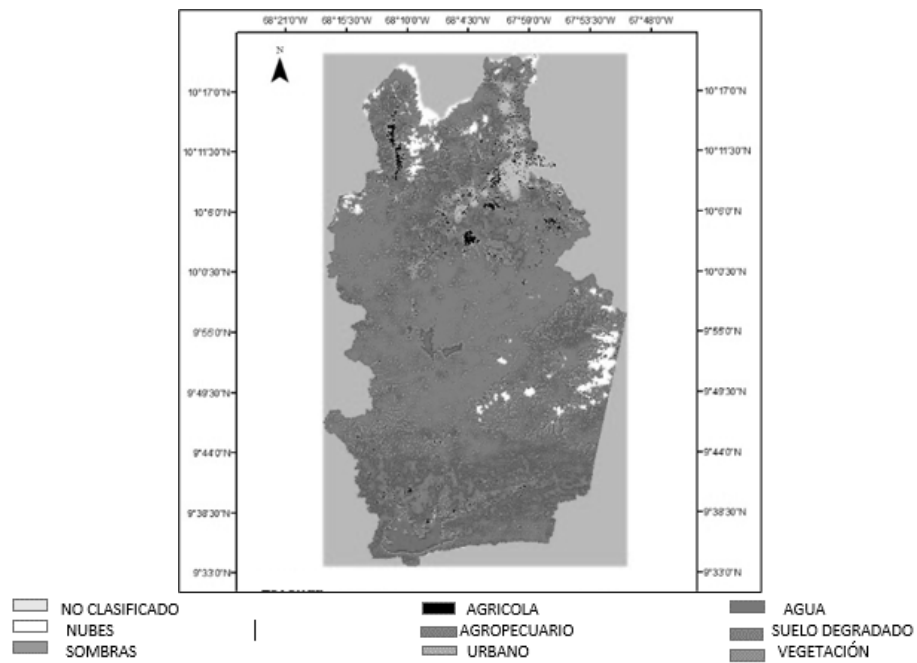 68°21'0"W 68°15'30"W 68°10'0"W 68°4'30"W 67°59'0"W 67°53'30"W 67°48'0"W
N
10°17'0"N 10°17'0"N
10°11'30"N 10°11'30"N
10°6'0"N 10°6'0"N
10°0'30"N 10°0'30"N
9°55'0"N 9°55'0"N
9°49'30"N 9°49'30"N
9°44'0"N 9°44'0"N
9°38'30"N 9°38'30"N
9°33'0"N 9°33'0"N
NO CLASIFICADO AGRICOLA AGUA
NUBES AGROPECUARIO SUELO DEGRADADO
SOMBRAS URBANO VEGETACIÓN